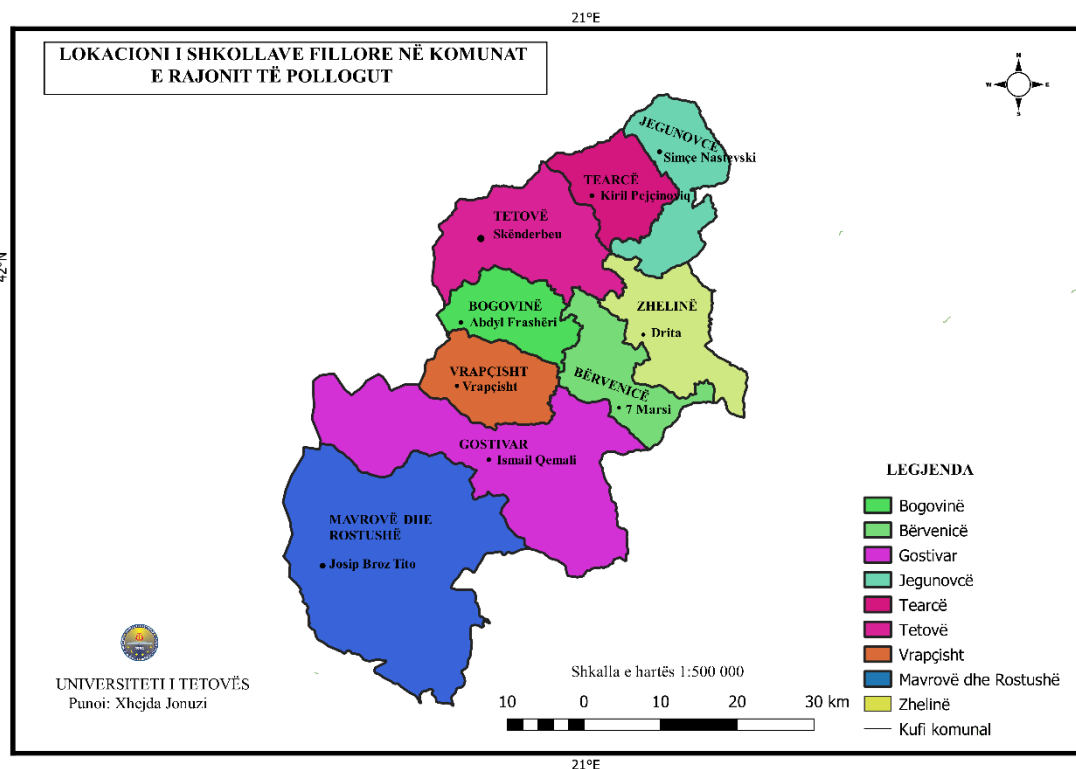 21°E
LOKACIONI I SHKOLLAVE FILLORE NË KOMUNAT
E RAJONIT TË POLLOGUT
N
W
E
S
42°N
JEGUNOVCË
Simçe Nastevski
TEARCË
Kiril Pejçinoviq
TETOVË
Skënderbeu
ZHELINË
Drita
BOGOVINË
Abdyl Frashëri
VRAPÇISHT
Vrapçisht
BËRVENICË
7 Marsi
GOSTIVAR
Ismail Qemali
MAVROVË DHE
ROSTUSHË
Josip Broz Tito
LEGJENDA
Bogovinë
Bërvenicë
Gostivar
Jegunovcë
Tearcë
Tetovë
Vrapçisht
Mavrovë dhe Rostushë
Zhelinë
Kufi komunal
UNIVERSITETI I TETOVËS
Punoi: Xhejda Jonuzi
Shkalla e hartës 1:500 000
10 0 10 20 30 km
21°E